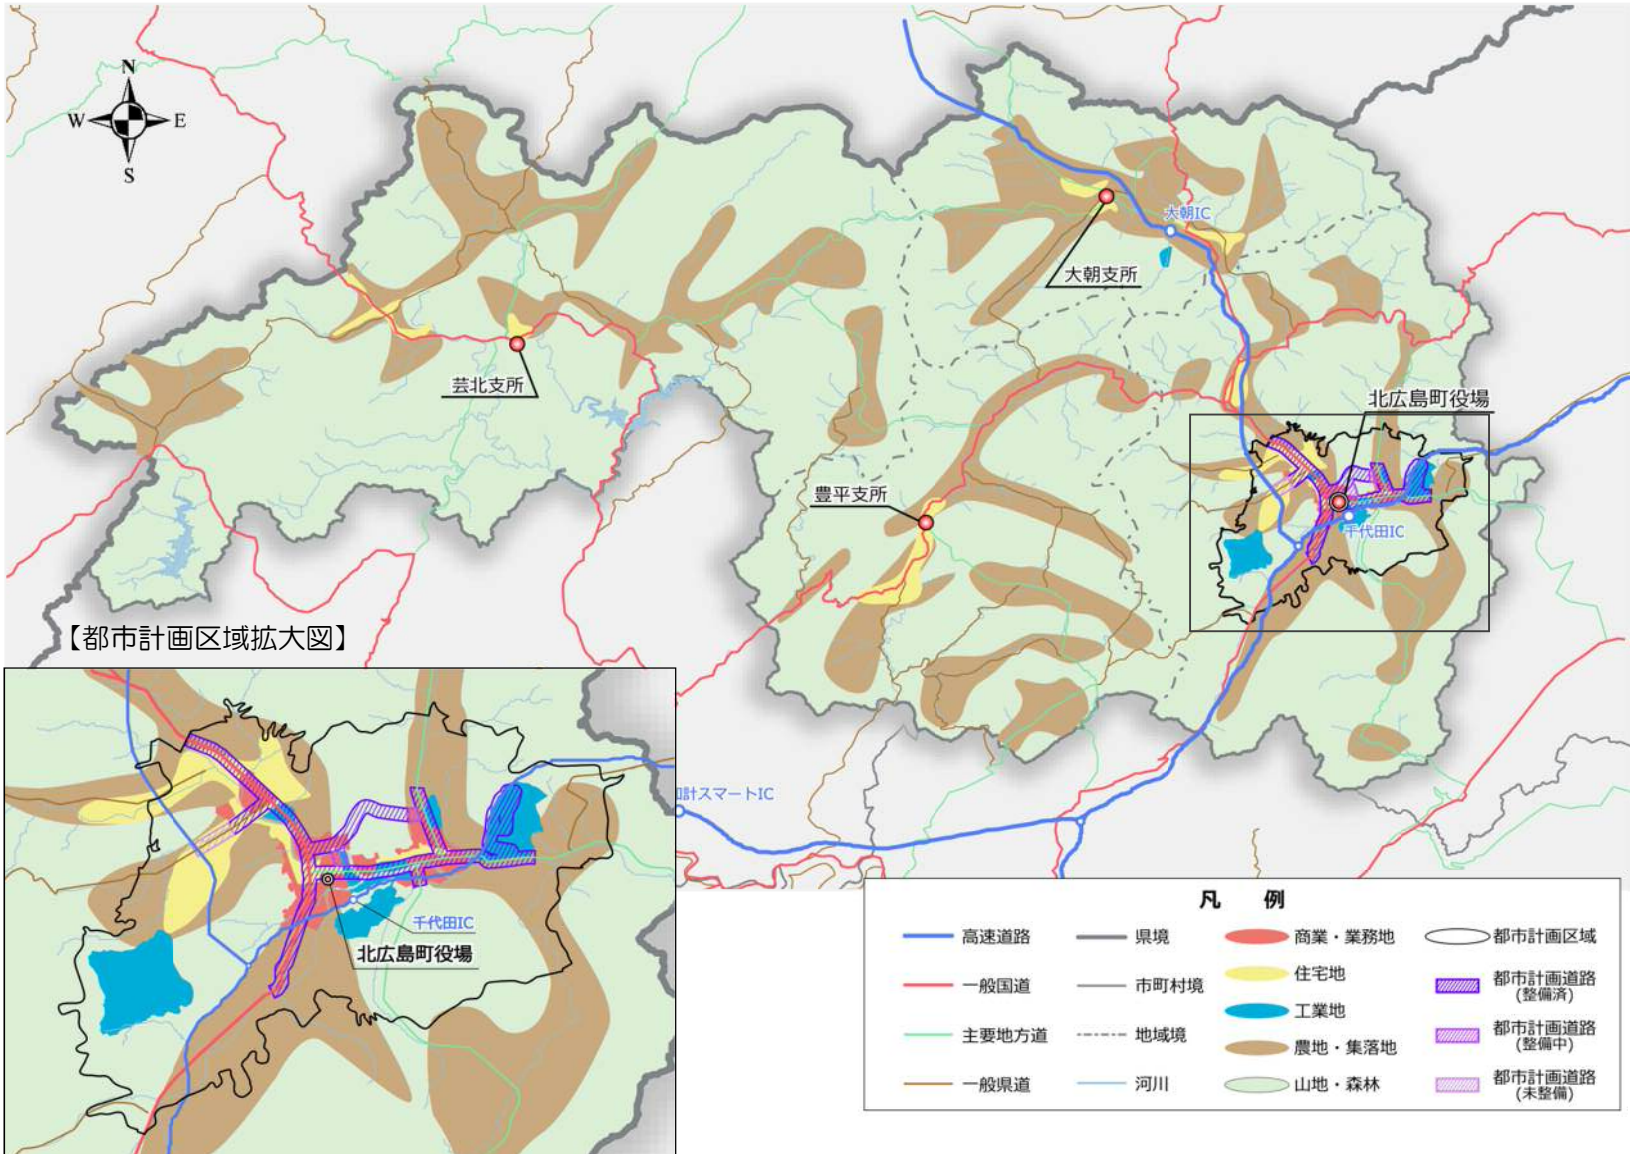 N
W
E
S
大朝IC
大朝支所
芸北支所
北広島町役場
豊平支所
千代田IC
【都市計画区域拡大図】
計スマートIC
千代田IC
北広島町役場
凡 例
高速道路
県境
商業・業務地
都市計画区域
一般国道
市町村境
住宅地
都市計画道路
(整備済)
主要地方道
地域境
工業地
都市計画道路
(整備中)
一般県道
河川
農地・集落地
山地・森林
都市計画道路
(未整備)